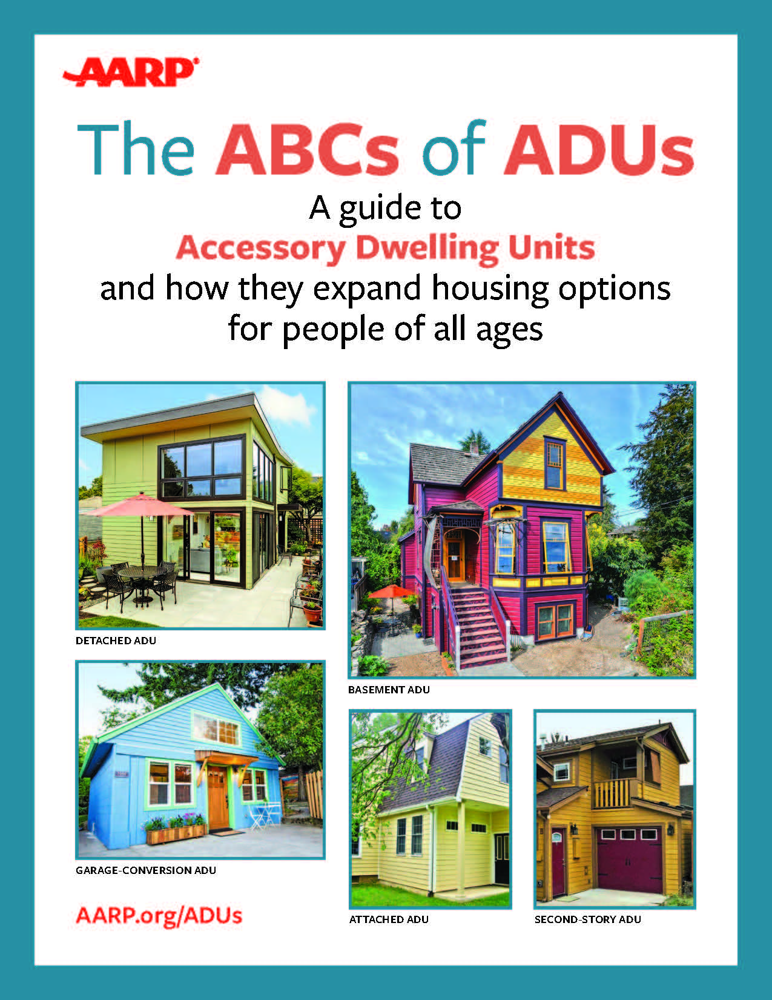 AARP®
The ABCs of ADUs
A guide to
Accessory Dwelling Units
and how they expand housing options
for people of all ages
DETACHED ADU
BASEMENT ADU
GARAGE-CONVERSION ADU
ATTACHED ADU
SECOND-STORY ADU
AARP.org/ADUs